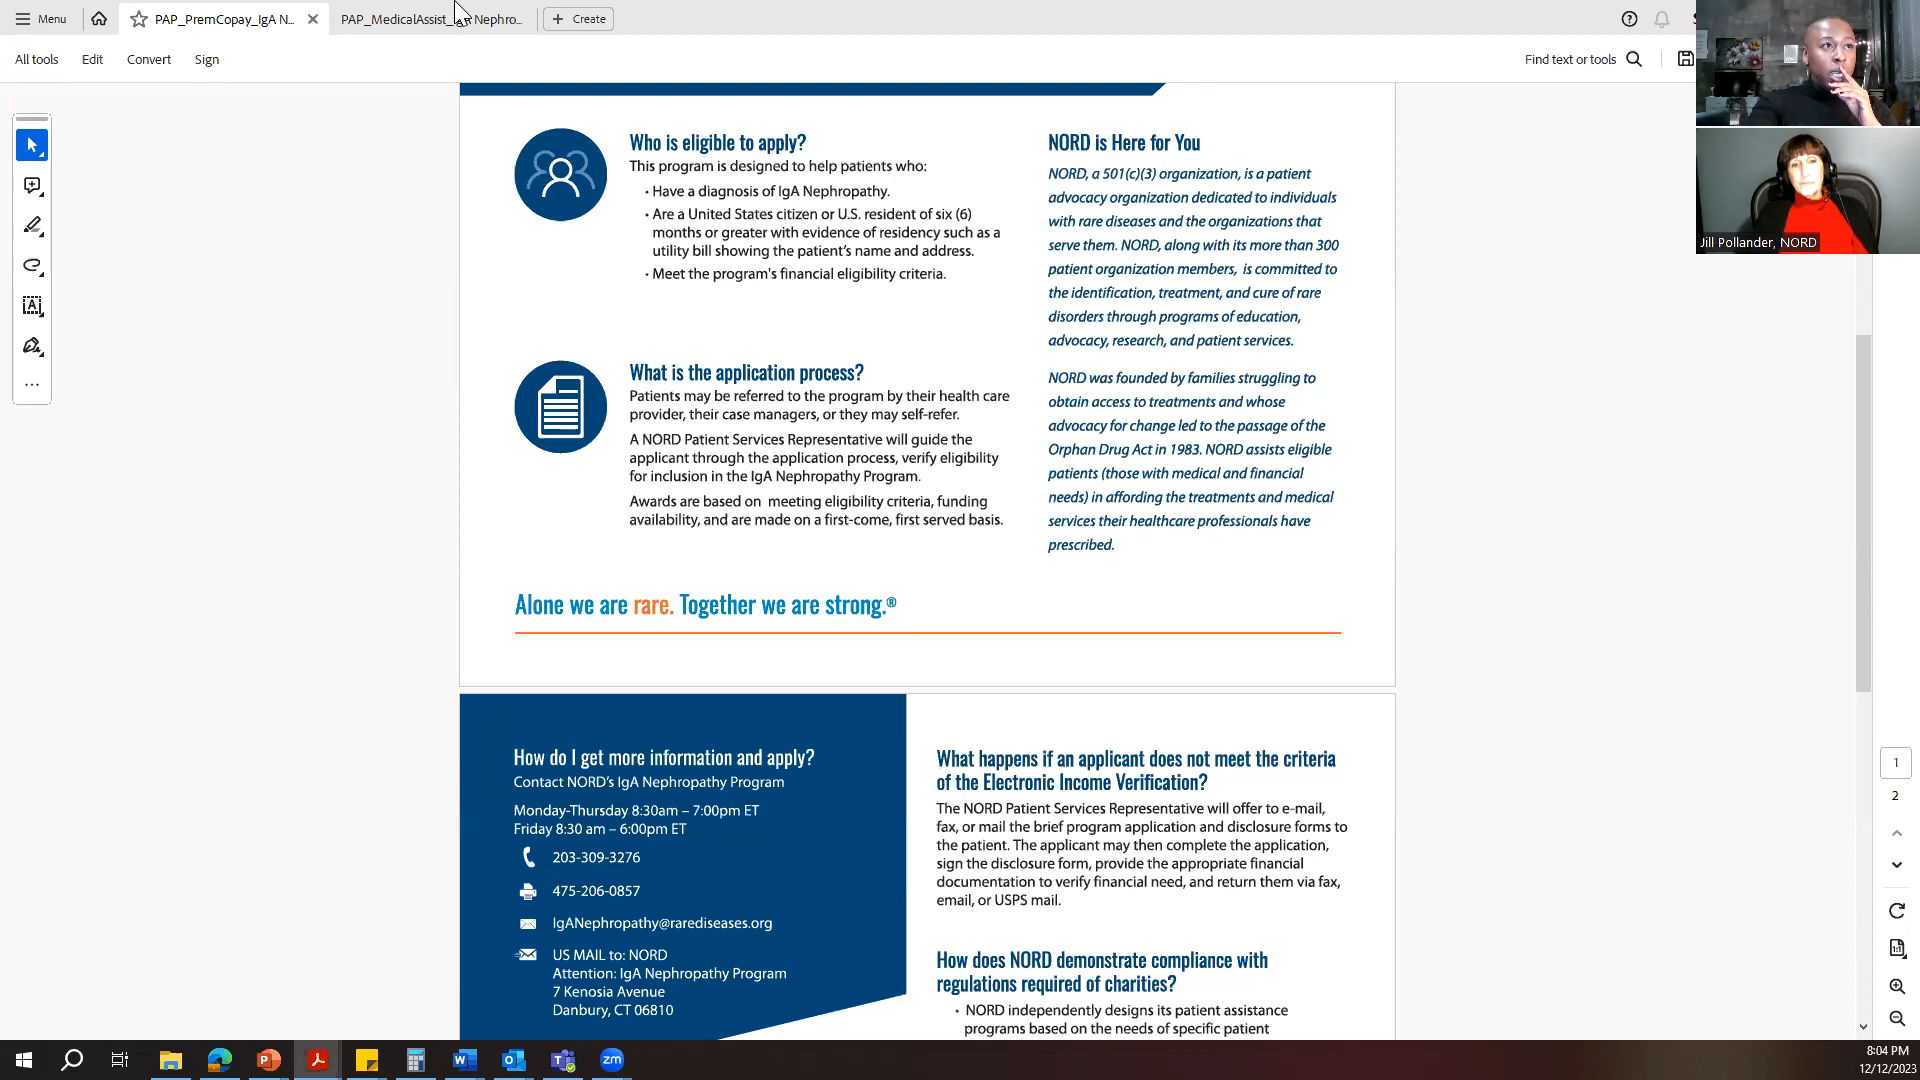 Menu
PAP_PremCopay_IgA N...
PAP_MedicalAssist_
Nephro...
Create
All tools
Edit
Convert
Sign
Find text or tools
Who is eligible to apply?
This program is designed to help patients who:
• Have a diagnosis of IgA Nephropathy.
• Are a United States citizen or U.S. resident of six (6)
months or greater with evidence of residency such as a
utility bill showing the patient's name and address.
• Meet the program's financial eligibility criteria.
What is the application process?
Patients may be referred to the program by their health care
provider, their case managers, or they may self-refer.
A NORD Patient Services Representative will guide the
applicant through the application process, verify eligibility
for inclusion in the IgA Nephropathy Program.
Awards are based on meeting eligibility criteria, funding
availability, and are made on a first-come, first served basis.
NORD is Here for You
NORD, a 501(c)(3) organization, is a patient
advocacy organization dedicated to individuals
with rare diseases and the organizations that
serve them. NORD, along with its more than 300
patient organization members, is committed to
the identification, treatment, and cure of rare
disorders through programs of education,
advocacy, research, and patient services.
NORD was founded by families struggling to
obtain access to treatments and whose
advocacy for change led to the passage of the
Orphan Drug Act in 1983. NORD assists eligible
patients (those with medical and financial
needs) in affording the treatments and medical
services their healthcare professionals have
prescribed.
Alone we are rare. Together we are strong.®
How do I get more information and apply?
Contact NORD's IgA Nephropathy Program
Monday-Thursday 8:30am – 7:00pm ET
Friday 8:30 am – 6:00pm ET
203-309-3276
475-206-0857
IgANephropathy@rarediseases.org
US MAIL to: NORD
Attention: IgA Nephropathy Program
7 Kenosia Avenue
Danbury, CT 06810
What happens if an applicant does not meet the criteria
of the Electronic Income Verification?
The NORD Patient Services Representative will offer to e-mail,
fax, or mail the brief program application and disclosure forms to
the patient. The applicant may then complete the application,
sign the disclosure form, provide the appropriate financial
documentation to verify financial need, and return them via fax,
email, or USPS mail.
How does NORD demonstrate compliance with
regulations required of charities?
• NORD independently designs its patient assistance
programs based on the needs of specific patient
Jill Pollander, NORD
1
2
8:04 PM
12/12/2023
zm